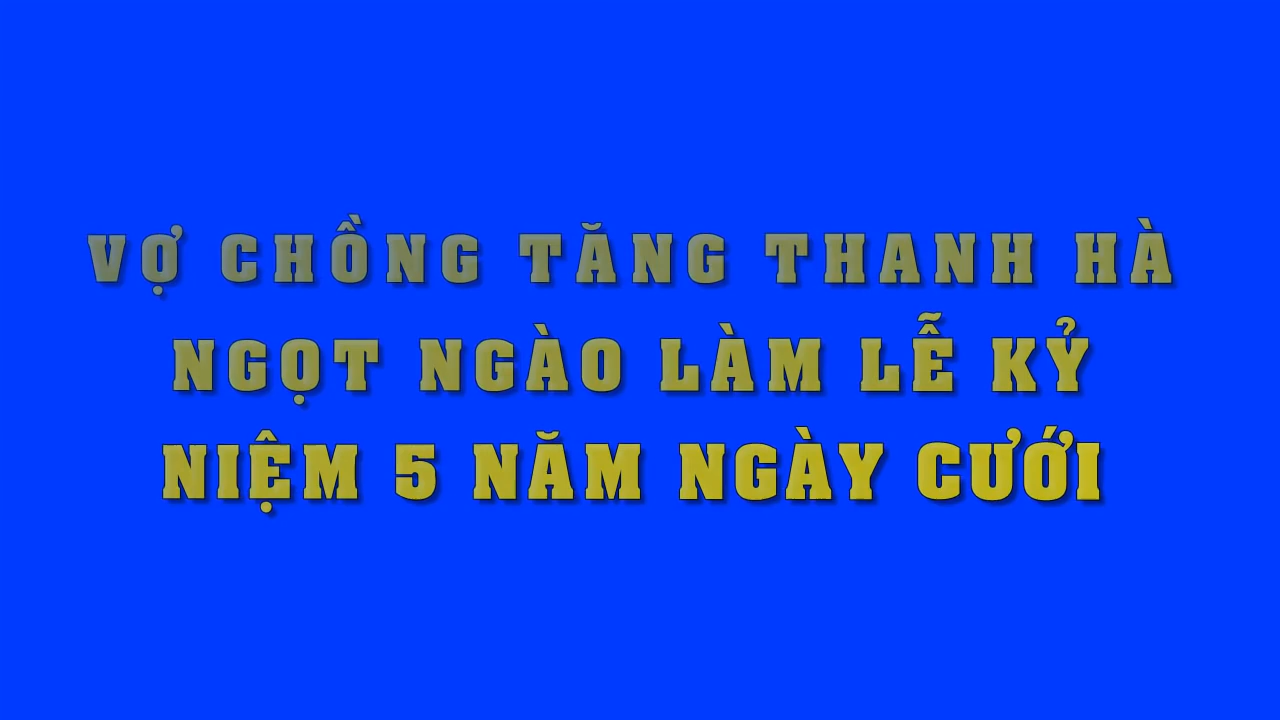 VỢ CHỒNG TĂNG THANH HÀ
NGỌT NGÀO LÀM LỄ KỶ
NIỆM 5 NĂM NGÀY CƯỚI